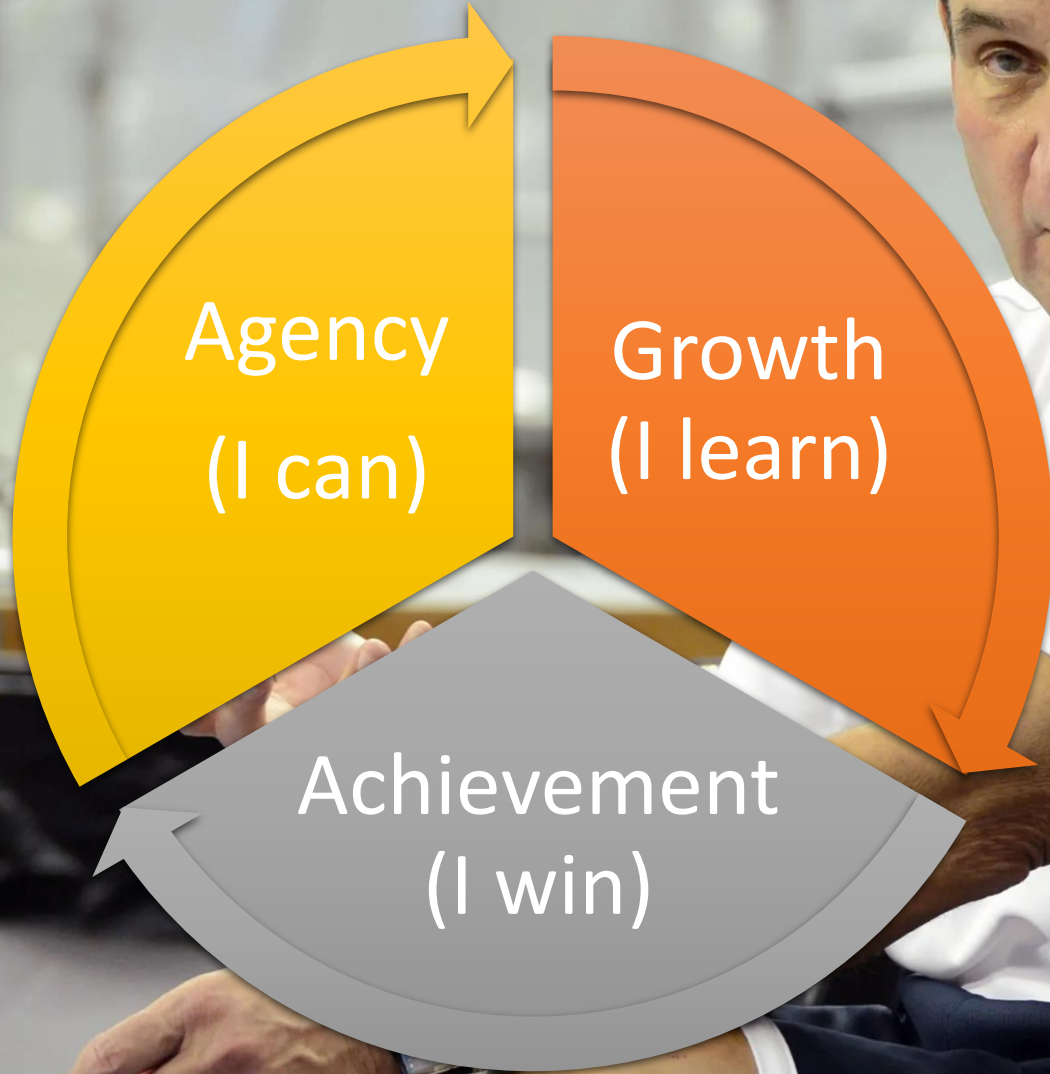 Agency
(I can)
Growth
(I learn)
Achievement
(I win)